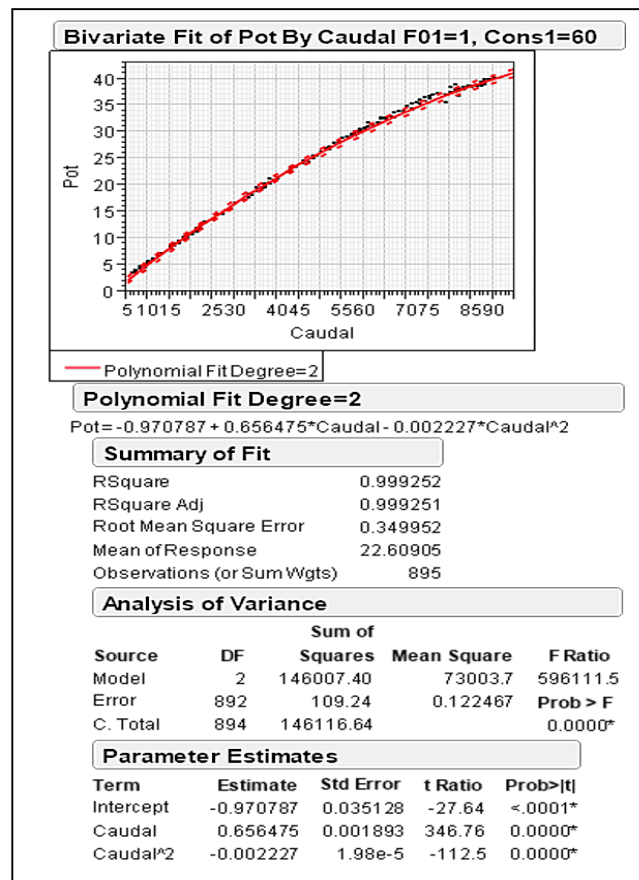 Bivariate Fit of Pot By Caudal F01=1, Cons1=60
40
35
30
25
20
15
10
5
0
Pot
5 1015 2530 4045 5560 7075 8590
Caudal
Polynomial Fit Degree=2
Polynomial Fit Degree=2
Pot=-0.970787 + 0.656475*Caudal - 0.002227*Caudal^2
Summary of Fit
RSquare 0.999252
RSquare Adj 0.999251
Root Mean Square Error 0.349952
Mean of Response 22.60905
Observations (or Sum Wgts) 895
Analysis of Variance
Sum of
Source DF Squares Mean Square F Ratio
Model 2 146007.40 73003.7 596111.5
Error 892 109.24 0.122467 Prob > F
C. Total 894 146116.64 0.0000*
Parameter Estimates
Term Estimate Std Error t Ratio Prob>|t|
Intercept -0.970787 0.035128 -27.64 <.0001*
Caudal 0.656475 0.001893 346.76 0.0000*
Caudal^2 -0.002227 1.98e-5 -112.5 0.0000*